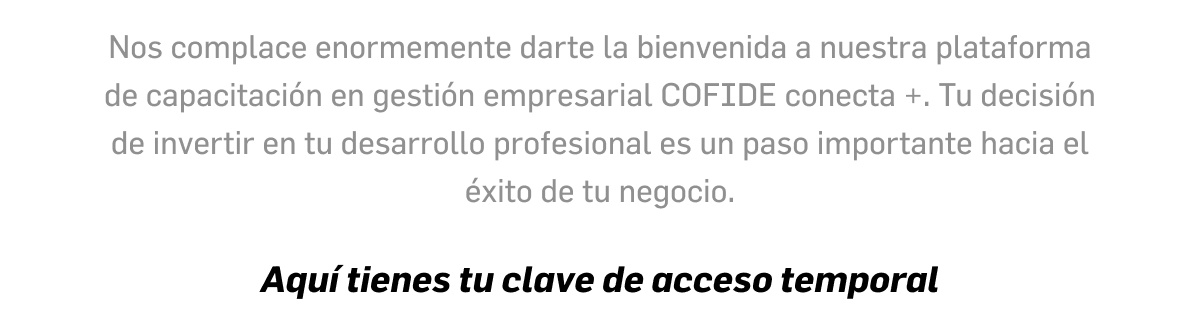 Nos complace enormemente darte la bienvenida a nuestra plataforma
de capacitación en gestión empresarial COFIDE conecta +. Tu decisión
de invertir en tu desarrollo profesional es un paso importante hacia el
éxito de tu negocio.
Aquí tienes tu clave de acceso temporal